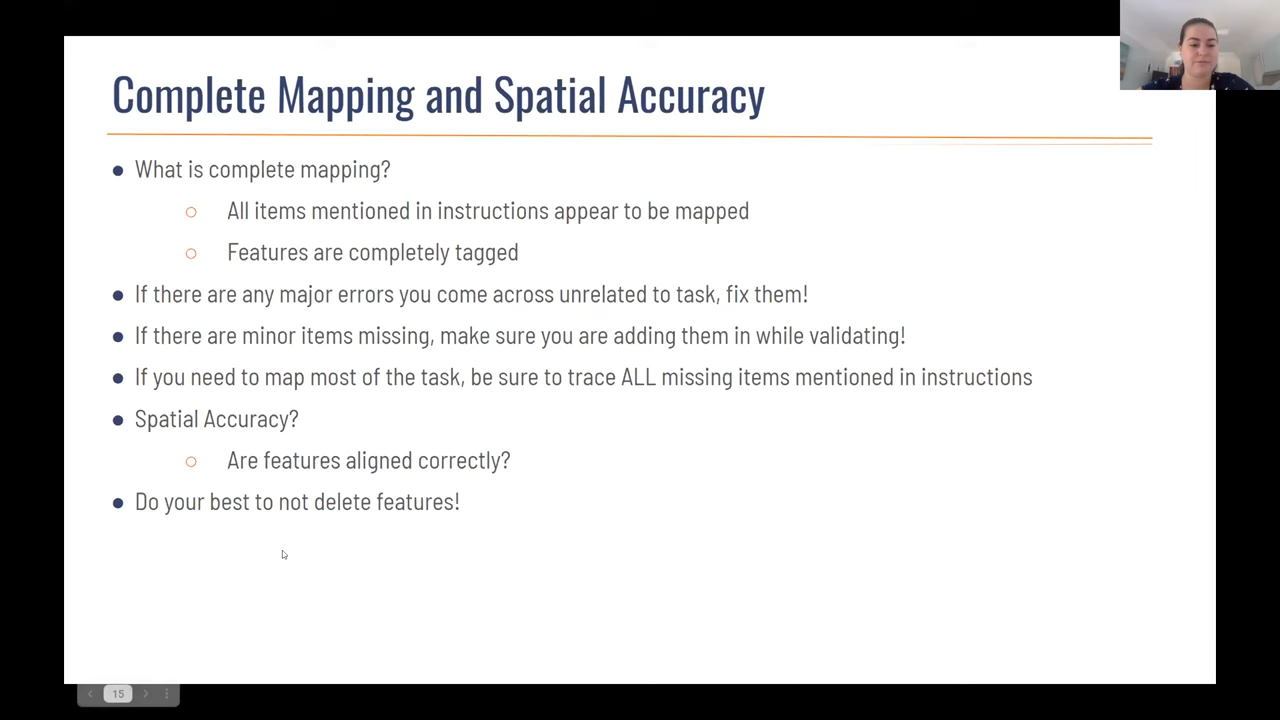 Complete Mapping and Spatial Accuracy
● What is complete mapping?
○ All items mentioned in instructions appear to be mapped
○ Features are completely tagged
● If there are any major errors you come across unrelated to task, fix them!
● If there are minor items missing, make sure you are adding them in while validating!
● If you need to map most of the task, be sure to trace ALL missing items mentioned in instructions
● Spatial Accuracy?
○ Are features aligned correctly?
● Do your best to not delete features!
15